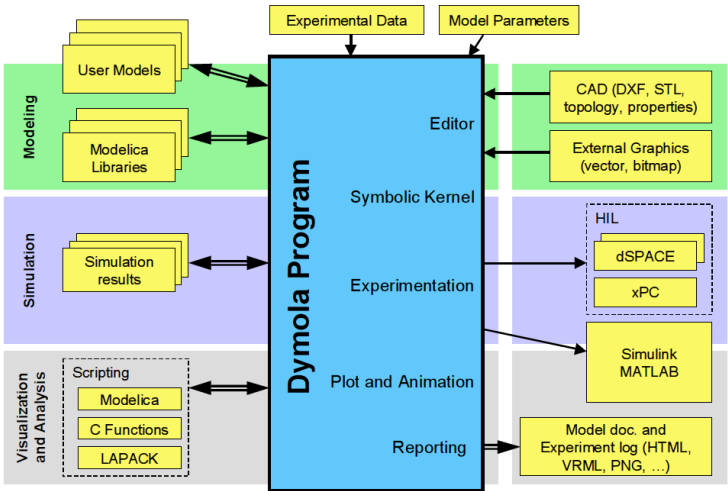 Experimental Data
Model Parameters
Modeling
User Models
Modelica
Libraries
Editor
CAD (DXF, STL,
topology, properties)
External Graphics
(vector, bitmap)
Dymola Program
Symbolic Kernel
Simulation
Simulation
results
Experimentation
HIL
dSPACE
xPC
Simulink
MATLAB
Visualization
and Analysis
Scripting
Modelica
C Functions
LAPACK
Plot and Animation
Reporting
Model doc. and
Experiment log (HTML,
VRML, PNG, ...)